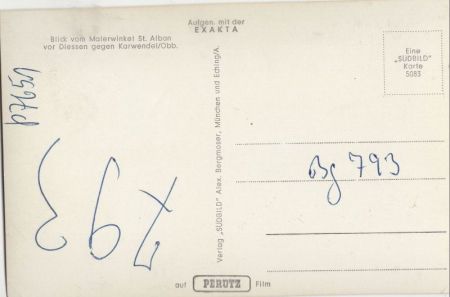 Aufgen. mit der
EXAKTA
Blick vom Malerwinkel St. Alban
vor Diessen gegen Karwendel/Obb.
Eine
„SÜDBILD"
Karte
5083
Bg 793
793
Verlag „SÜDBILD" Alex. Bergmoser, München und Eching/A.
auf PERUTZ Film